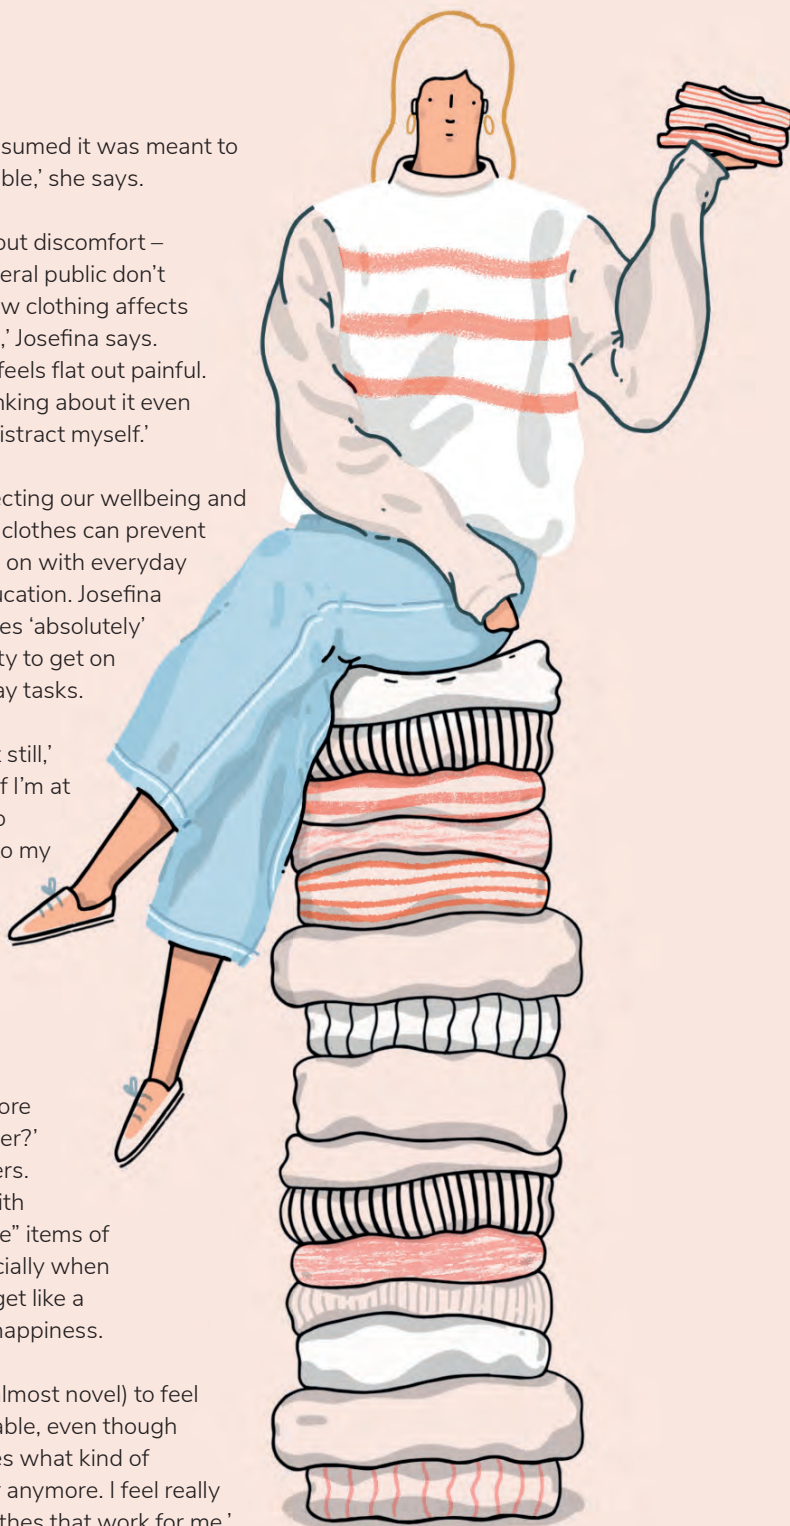 sumed it was meant to
ble,’ she says.
out discomfort –
eral public don’t
w clothing affects
,’ Josefina says.
feels flat out painful.
nking about it even
istract myself.’
cting our wellbeing and
clothes can prevent
on with everyday
ucation. Josefina
es ‘absolutely’
ty to get on
ay tasks.
still,’
f I’m at
o
o my
ore
er?’
ers.
ith
e” items of
cially when
get like a
happiness.
lmost novel) to feel
able, even though
es what kind of
anymore. I feel really
thes that work for me.’